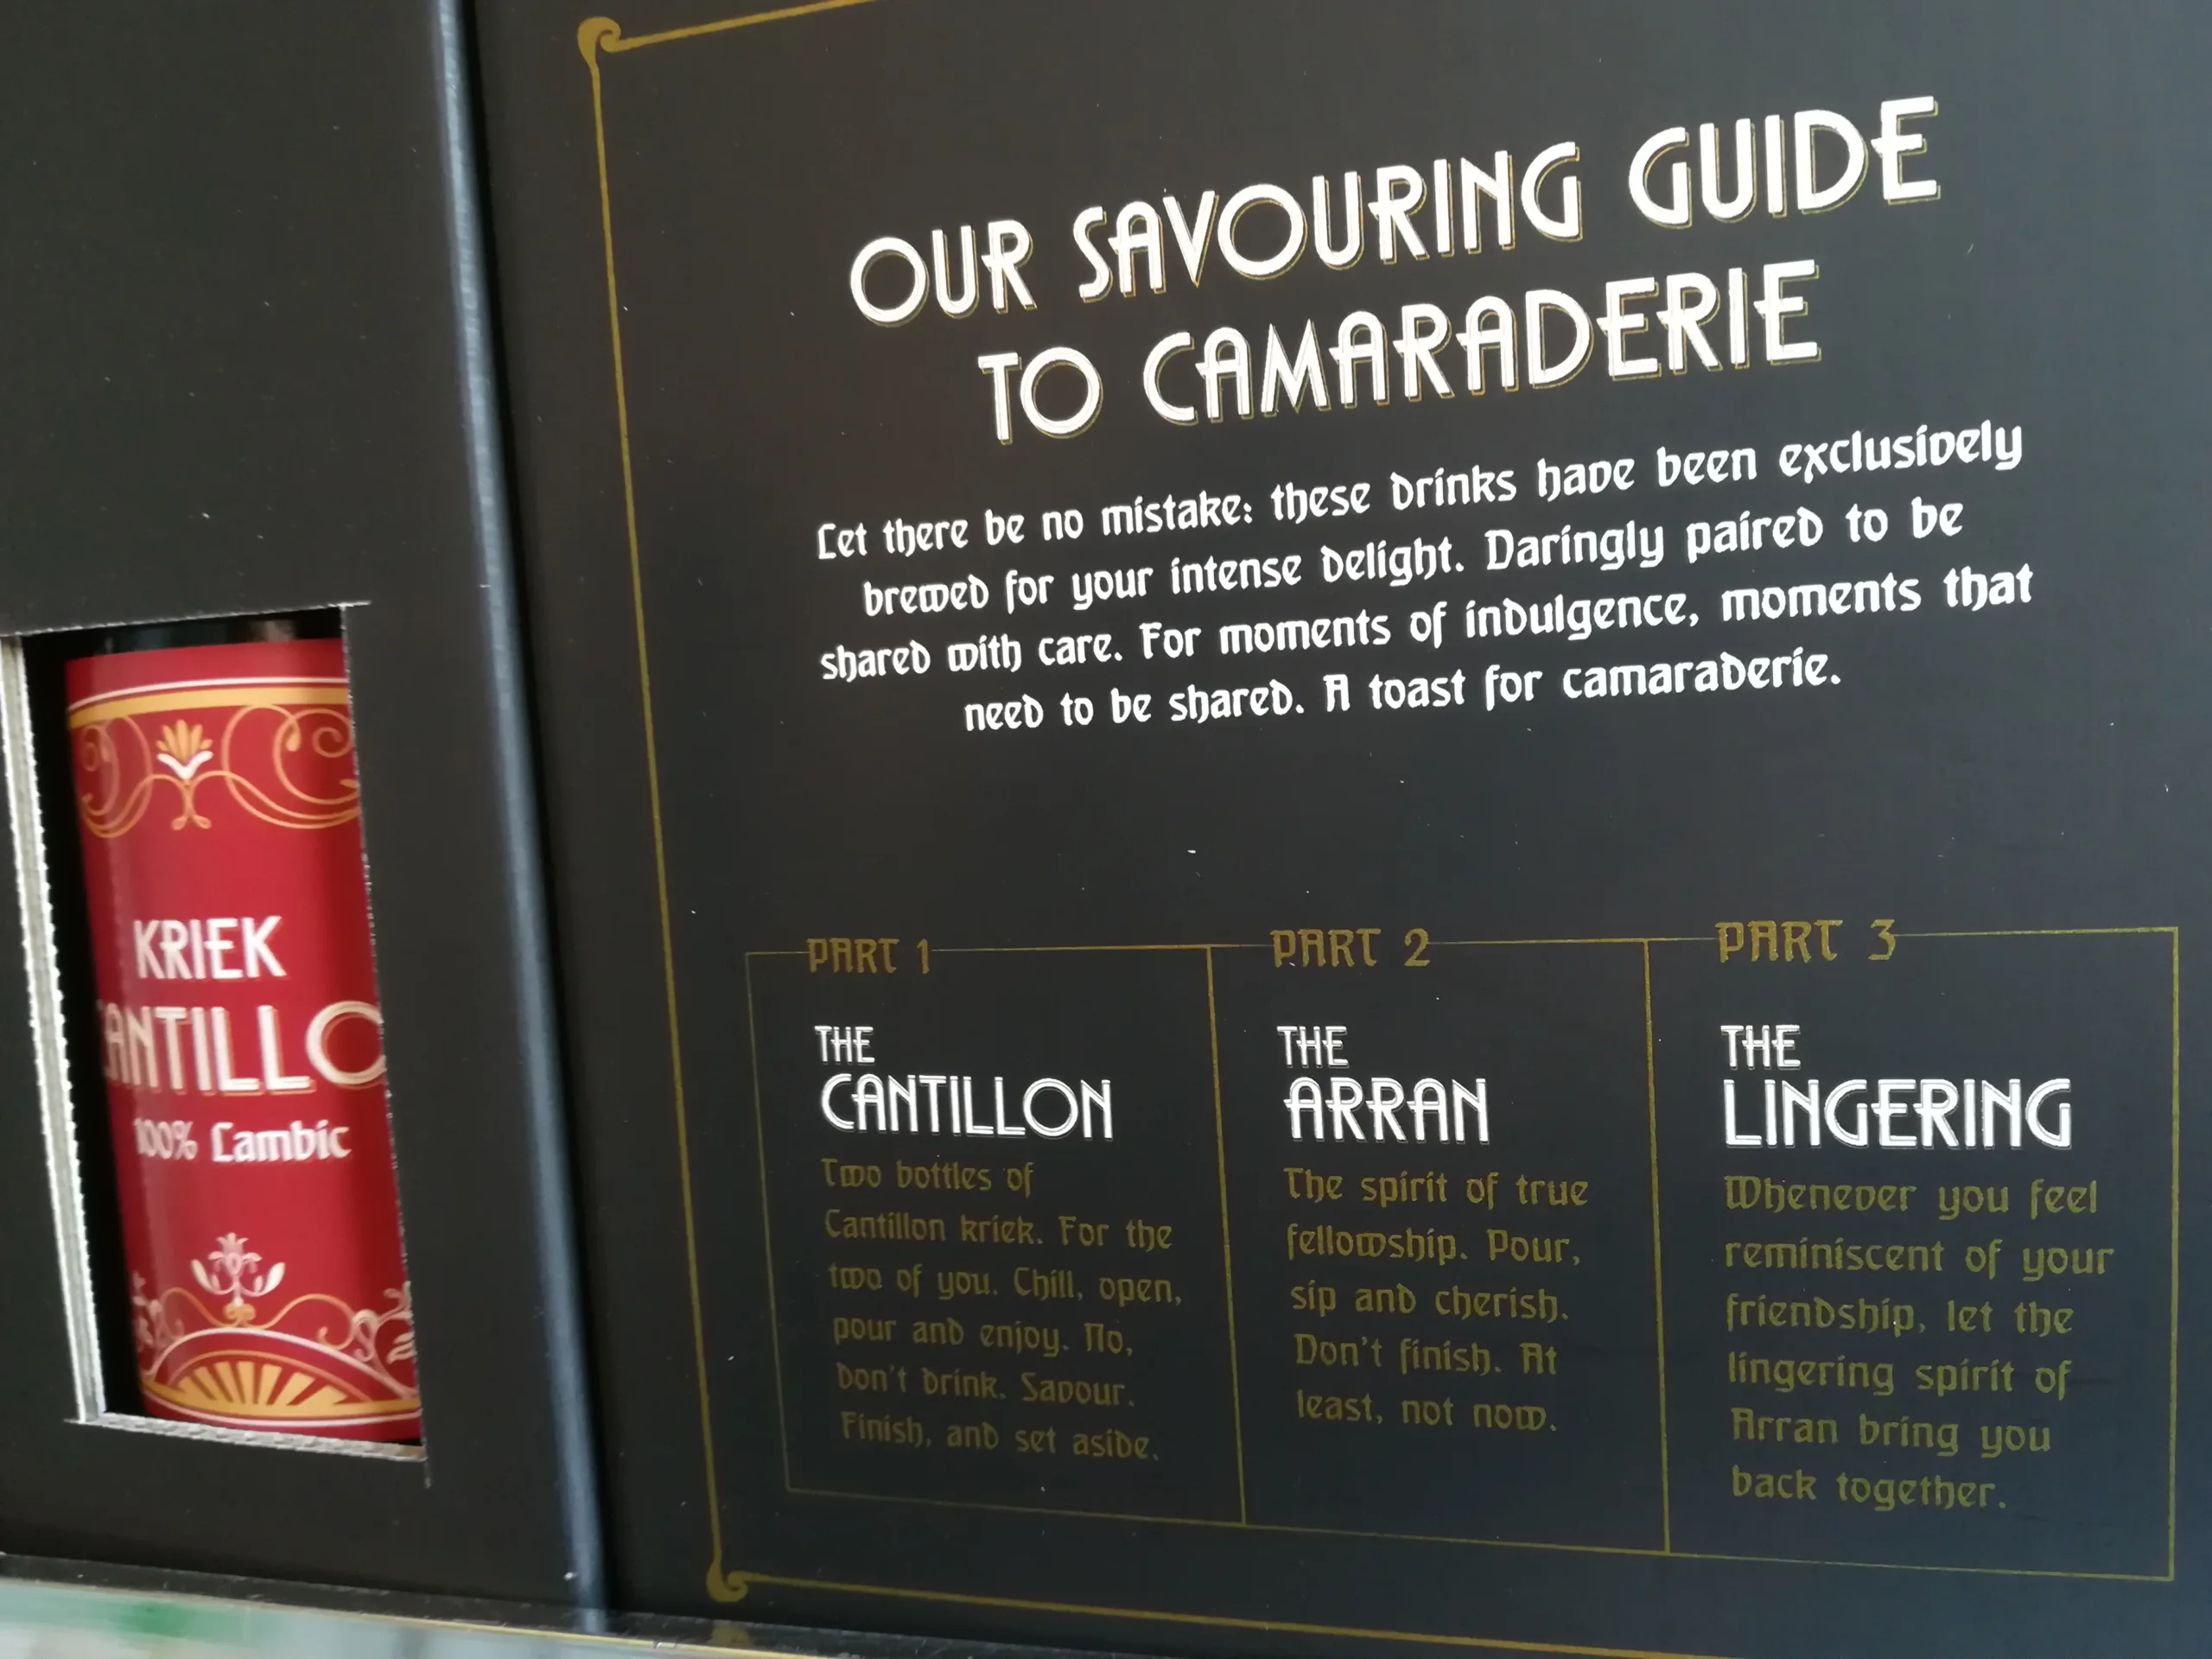 OUR SAVOURING GUIDE
TO CAMARADERIE
Let there be no mistake: these drinks have been exclusively
brewed for your intense delight. Daringly paired to be
shared with care. For moments of indulgence, moments that
need to be shared. A toast for camaraderie.
PART 1
THE
CANTILLON
Two bottles of
Cantillon kriek. For the
two of you. Chill, open,
pour and enjoy. No,
don't drink. Savour.
Finish, and set aside.
PART 2
THE
ARRAN
The spirit of true
fellowship. Pour,
sip and cherish.
Don't finish. At
least, not now.
PART 3
THE
LINGERING
Whenever you feel
reminiscent of your
friendship, let the
lingering spirit of
Arran bring you
back together.
KRIEK
CANTILLO
100% Lambic